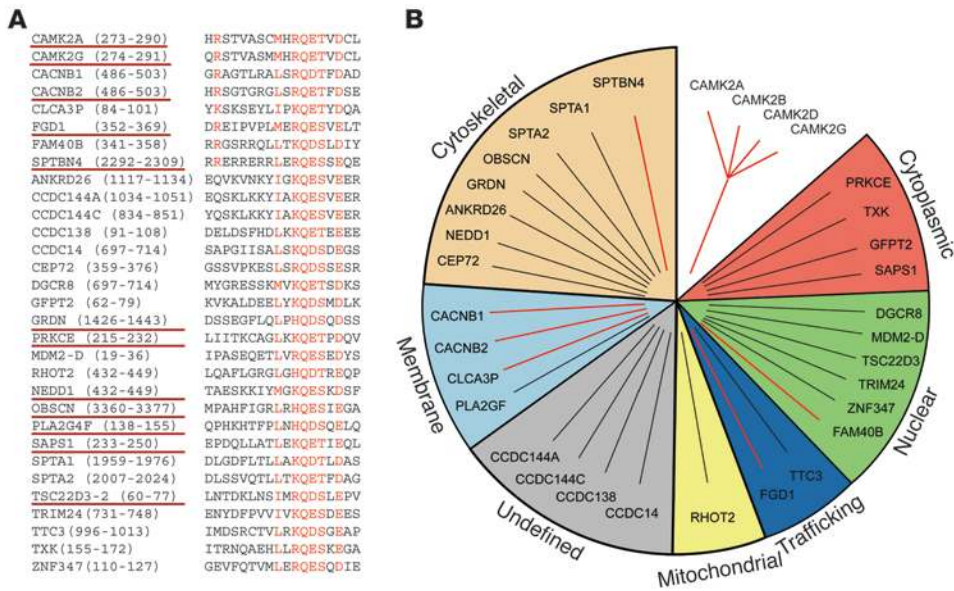 A
CAMK2A (273-290) HRSTVASCMHRQETVDCL
CAMK2G (274-291) QRSTVASMMHRQETVDCL
CACNB1 (486-503) GRAGTLRALSRQDTFDAD
CACNB2 (486-503) HRSGTGRGLSRQETFDSE
CLCA3P (84-101) YKSKSEYLIPKQETYDQA
FGD1 (352-369) DREIPVPLMERQESVELT
FAM40B (341-358) RRGSRRQLLTKQDSLDIY
SPTBN4 (2292-2309) RRERRERRLERQESSEQE
ANKRD26 (1117-1134) EQVKVNKYIGKQESVEER
CCDC144A(1034-1051) EQSKLKKYIAKQESVEER
CCDC144C (834-851) YQSKLKKYIAKQESVEER
CCDC138 (91-108) DELDSFHDLKKQETEEEL
CCDC14 (697-714) SAPGIISALSKQDSDEGS
CEP72 (359-376) GSSVPKESLSRQDSSESR
DGCR8 (697-714) MYGRESSKMVKQETSDKS
GFPT2 (62-79) KVKALDEELYKQDSMDLK
GRDN (1426-1443) DSSEGFLQLPHQDSQDSS
PRKCE (215-232) LIITKCAGLKKQETPDQV
MDM2-D (19-36) IPASEQETLVRQESEDYS
RHOT2 (432-449) LQAFLGRGLGHQDTREQP
NEDD1 (432-449) TAESKKIYMGKQESKDSF
OBSCN (3360-3377) MPAHFIGRLRHQESIEGA
PLA2G4F (138-155) QPHKHTFPLNHQDSQELQ
SAPS1 (233-250) EPDQLLATLEKQETIEQL
SPTA1 (1959-1976) DLGDFLTLLAKQDTLDAS
SPTA2 (2007-2024) DLSSVQTLLTKQETFDAG
TSC22D3-2 (60-77) LNTDKLNSIMRQDSLEPV
TRIM24 (731-748) ENYDFPVVIVKQESDEES
TTC3 (996-1013) IMDSRCTVLRKQDSGEAP
TXK(155-172) ITRNQAEHLLRQESKEGA
ZNF347(110-127) GEVFQTVMLERQESQDIE
B
Cytoskeletal
SPTBN4
SPTA1
SPTA2
OBSCN
GRDN
ANKRD26
NEDD1
CEP72
CAMK2A
CAMK2B
CAMK2D
CAMK2G
Cytoplasmic
PRKCE
TXK
GFPT2
SAPS1
Nuclear
DGCR8
MDM2-D
TSC22D3
TRIM24
ZNF347
FAM40B
Trafficking
TTC3
FGD1
Mitochondrial
RHOT2
Undefined
CCDC144A
CCDC144C
CCDC138
CCDC14
Membrane
CACNB1
CACNB2
CLCA3P
PLA2GF